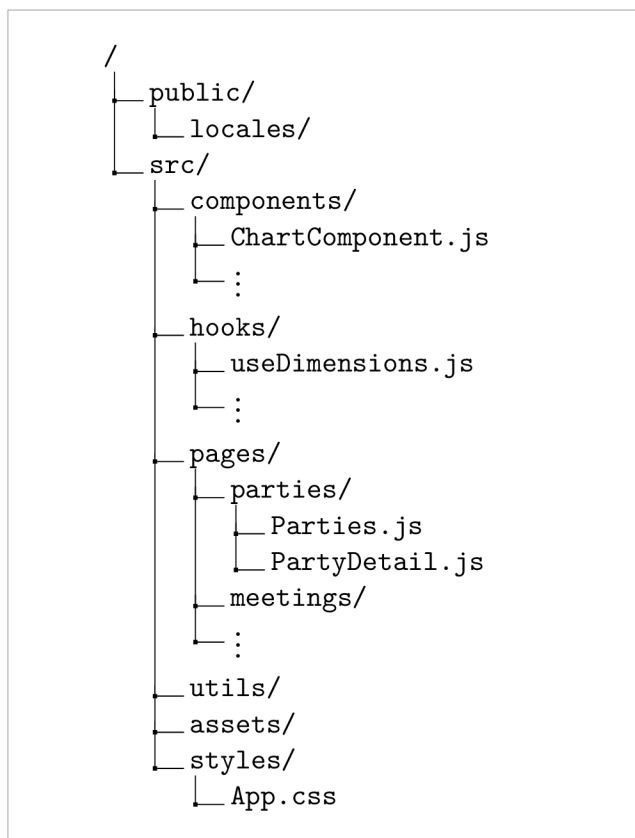 /
public/
locales/
src/
components/
ChartComponent.js
⋮
hooks/
useDimensions.js
⋮
pages/
parties/
Parties.js
PartyDetail.js
meetings/
⋮
utils/
assets/
styles/
App.css